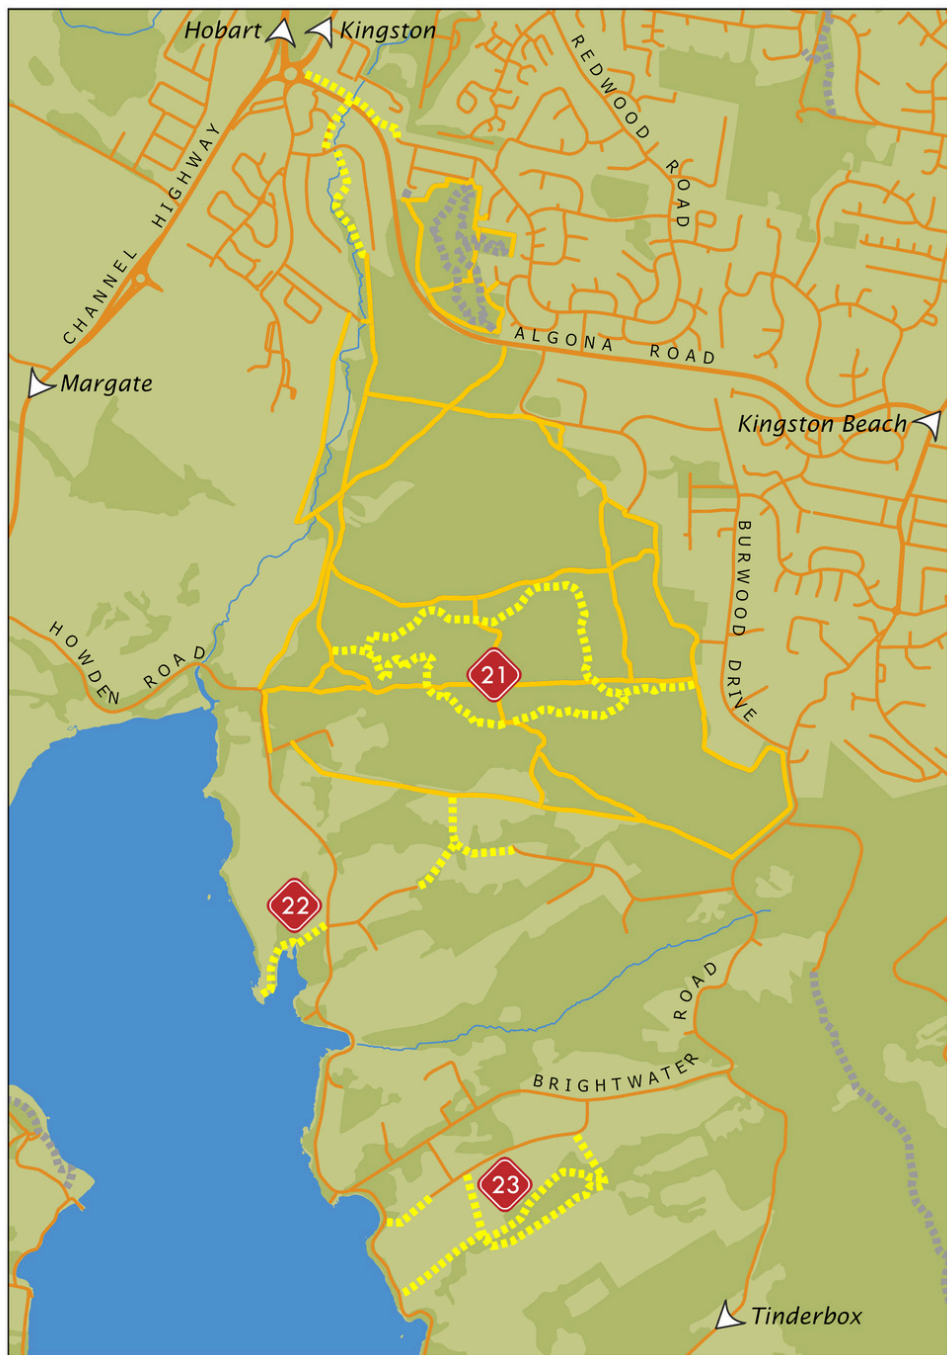 Hobart
Kingston
REDWOOD ROAD
CHANNEL HIGHWAY
ALGONA ROAD
Margate
Kingston Beach
BURWOOD DRIVE
HOWDEN ROAD
21
22
ROAD
BRIGHTWATER
23
Tinderbox